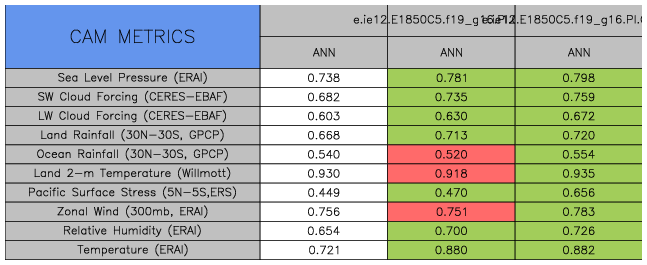 CAM METRICS
e.ie12.E1850C5.f19_g16.PI.
ANN ANN ANN
Sea Level Pressure (ERAI) 0.738 0.781 0.798
SW Cloud Forcing (CERES-EBAF) 0.682 0.735 0.759
LW Cloud Forcing (CERES-EBAF) 0.603 0.630 0.672
Land Rainfall (30N-30S, GPCP) 0.668 0.713 0.720
Ocean Rainfall (30N-30S, GPCP) 0.540 0.520 0.554
Land 2-m Temperature (Willmott) 0.930 0.918 0.935
Pacific Surface Stress (5N-5S,ERS) 0.449 0.470 0.656
Zonal Wind (300mb, ERAI) 0.756 0.751 0.783
Relative Humidity (ERAI) 0.654 0.700 0.726
Temperature (ERAI) 0.721 0.880 0.882